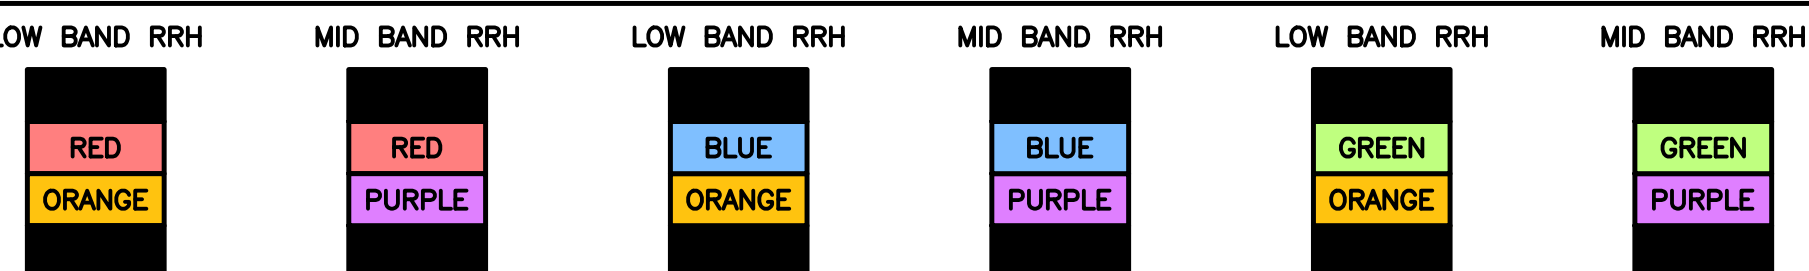 LOW BAND RRH MID BAND RRH LOW BAND RRH MID BAND RRH LOW BAND RRH MID BAND RRH
RED RED BLUE BLUE GREEN GREEN
ORANGE PURPLE ORANGE PURPLE ORANGE PURPLE